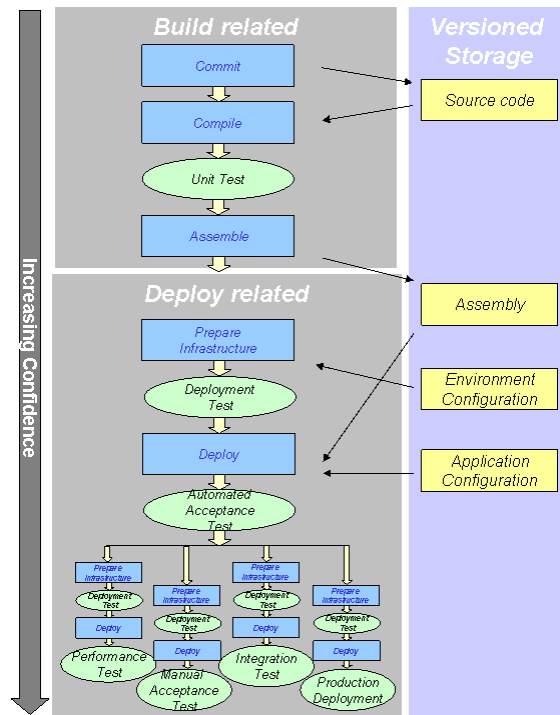 Build related
Versioned
Storage
Commit
Source code
Compile
Unit Test
Assemble
Increasing Confidence
Deploy related
Assembly
Prepare
Infrastructure
Environment
Configuration
Deployment
Test
Deploy
Application
Configuration
Automated
Acceptance
Test
Prepare
Infrastructure
Deployment
Test
Deploy
Performance
Test
Prepare
Infrastructure
Deployment
Test
Deploy
Manual
Acceptance
Test
Prepare
Infrastructure
Deployment
Test
Deploy
Integration
Test
Prepare
Infrastructure
Deployment
Test
Deploy
Production
Deployment